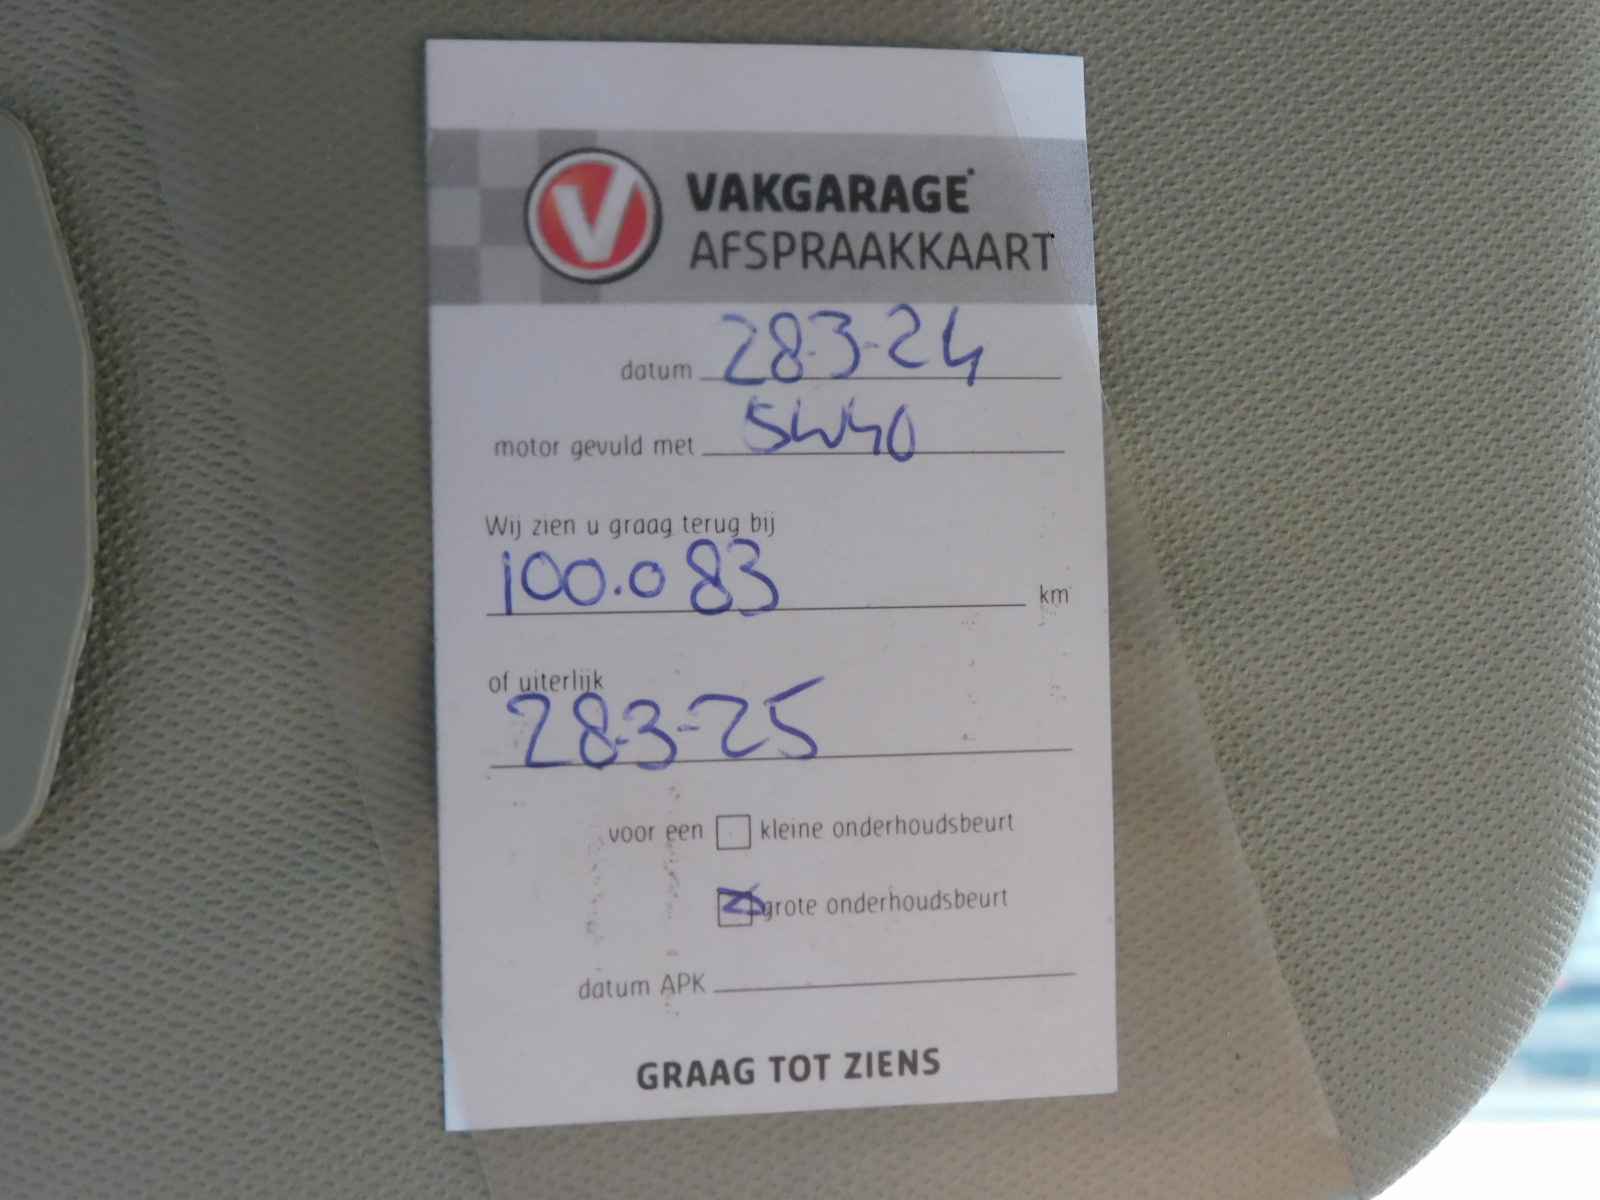 V VAKGARAGE
AFSPRAAKKAART
datum 28-3-24
motor gevuld met 5W40
Wij zien u graag terug bij
100.083 km
of uiterlijk
28-3-25
voor een kleine onderhoudsbeurt
grote onderhoudsbeurt
datum APK
GRAAG TOT ZIENS